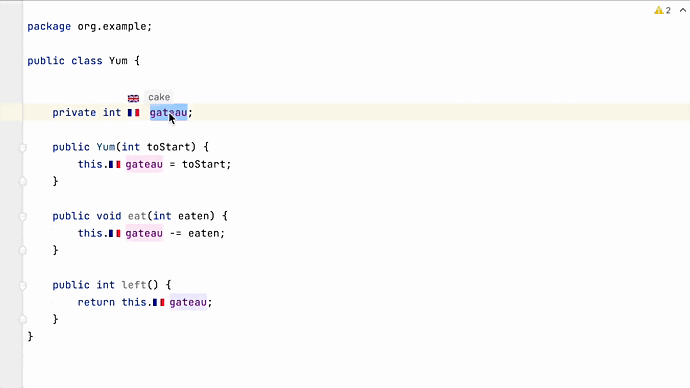 2
package org.example;
public class Yum {
cake
private int gateau;
public Yum(int toStart) {
this.gateau = toStart;
}
public void eat(int eaten) {
this.gateau -= eaten;
}
public int left() {
return this.gateau;
}
}